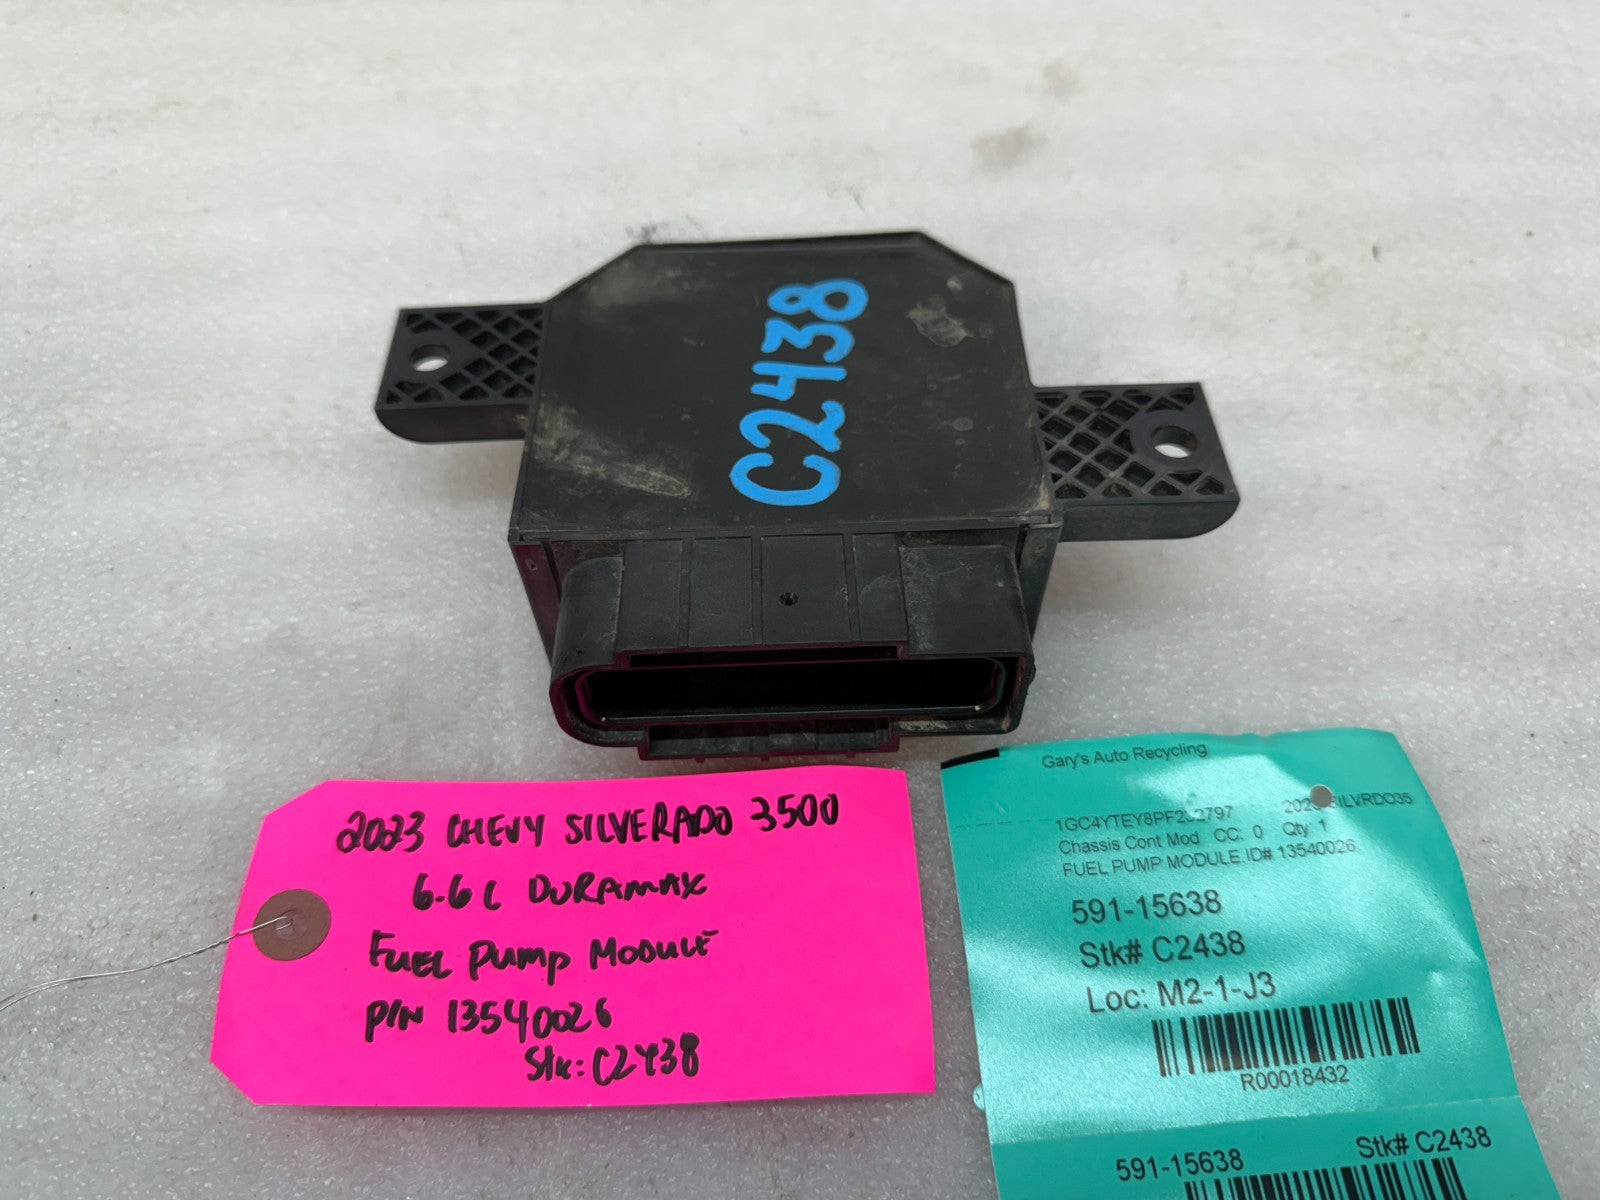 C2438
2023 CHEVY SILVERADO 3500
6.6L DURAMAX
FUEL PUMP MODULE
P/N 13540026
Stk: C2438
Gary's Auto Recycling
Chassis Cont Mod CC: 0 Qty 1
FUEL PUMP MODULE,ID# 13540026
591-15638
Stk# C2438
Loc: M2-1-J3
R00018432
591-15638 Stk# C2438